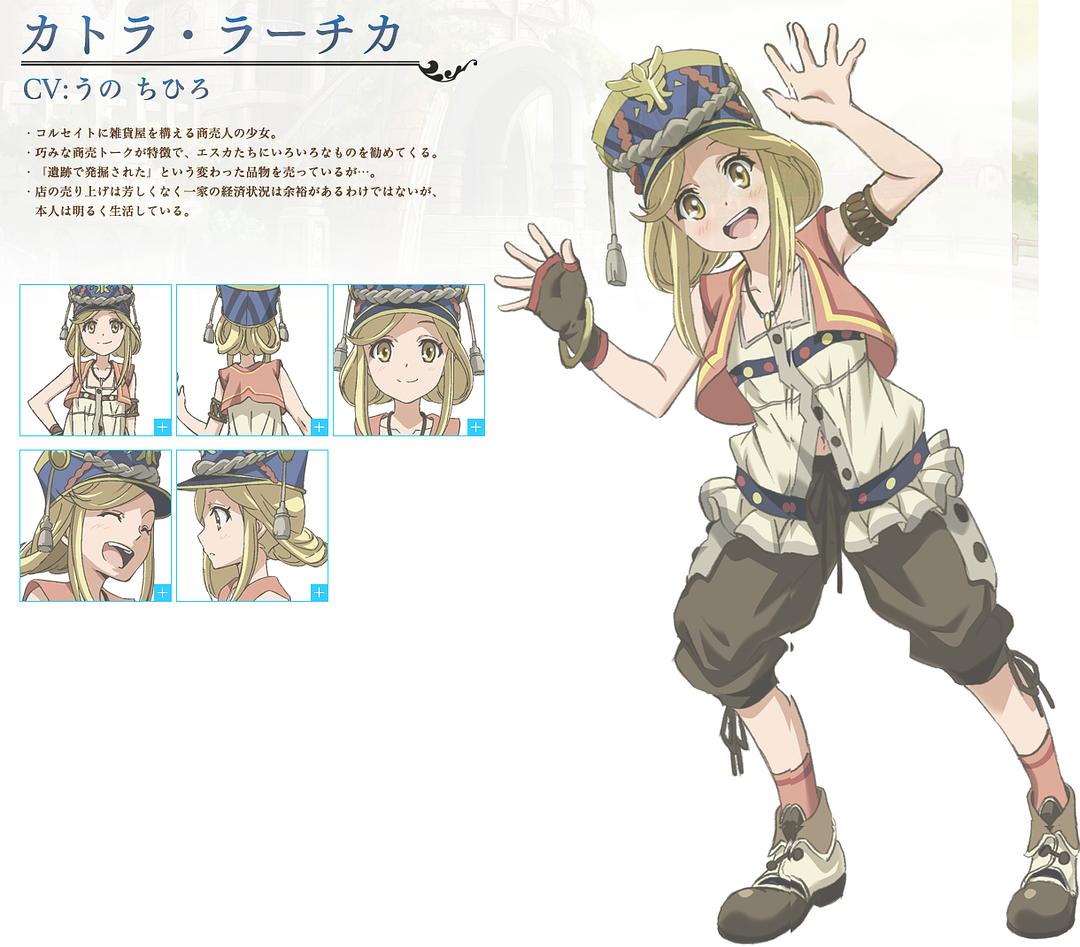 カトラ・ラーチカ
CV:うの ちひろ
・コルセイトに雑貨屋を構える商売人の少女。
・巧みな商売トークが特徴で、エスカたちにいろいろなものを勧めてくる。
・「遺跡で発掘された」という変わった品物を売っているが…。
・店の売り上げは芳しくなく一家の経済状況は余裕があるわけではないが、
本人は明るく生活している。